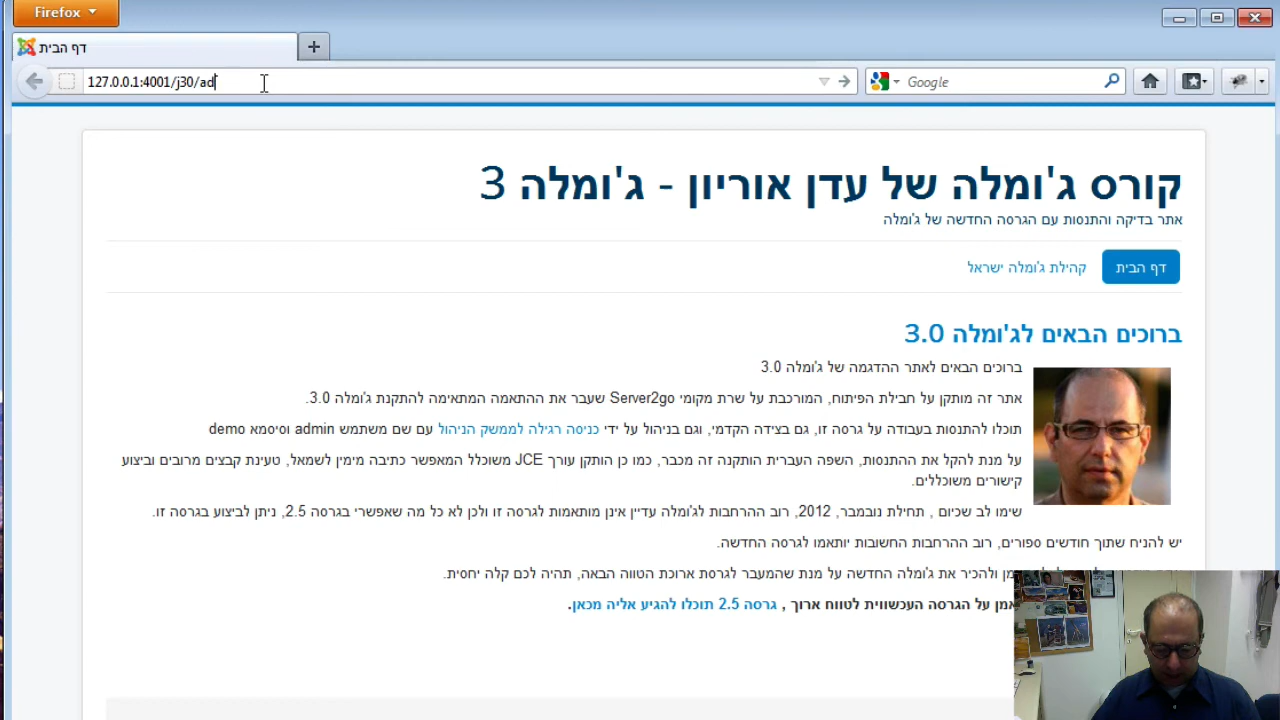 Firefox
דף הבית
127.0.0.1:4001/j30/ad
Google
קורס ג'ומלה של עדן אוריון - ג'ומלה 3
אתר בדיקה והתנסות עם הגרסה החדשה של ג'ומלה
דף הבית
קהילת ג'ומלה ישראל
ברוכים הבאים לג'ומלה 3.0
ברוכים הבאים לאתר ההדגמה של ג'ומלה 3.0
אתר זה מותקן על חבילת הפיתוח, המורכבת על שרת מקומי Server2go שעבר את ההתאמה המתאימה להתקנת ג'ומלה 3.0.
תוכלו להתנסות בעבודה על גרסה זו, גם בצידה הקדמי, וגם בניהול על ידי כניסה רגילה לממשק הניהול עם שם משתמש admin וסיסמא demo
על מנת להקל את ההתנסות, השפה העברית הותקנה זה מכבר, כמו כן הותקן עורך JCE משוכלל המאפשר כתיבה מימין לשמאל, טעינת קבצים מרובים וביצוע
קישורים משוכללים.
שימו לב שכיום , תחילת נובמבר, 2012, רוב ההרחבות לג'ומלה עדיין אינן מותאמות לגרסה זו ולכן לא כל מה שאפשרי בגרסה 2.5, ניתן לביצוע בגרסה זו.
יש להניח שתוך חודשים ספורים, רוב ההרחבות החשובות יותאמו לגרסה החדשה.
ולהכיר את ג'ומלה החדשה על מנת שהמעבר לגרסת ארוכת הטווח הבאה, תהיה לכם קלה יחסית.
על הגרסה העכשווית לטווח ארוך , גרסה 2.5 תוכלו להגיע אליה מכאן.